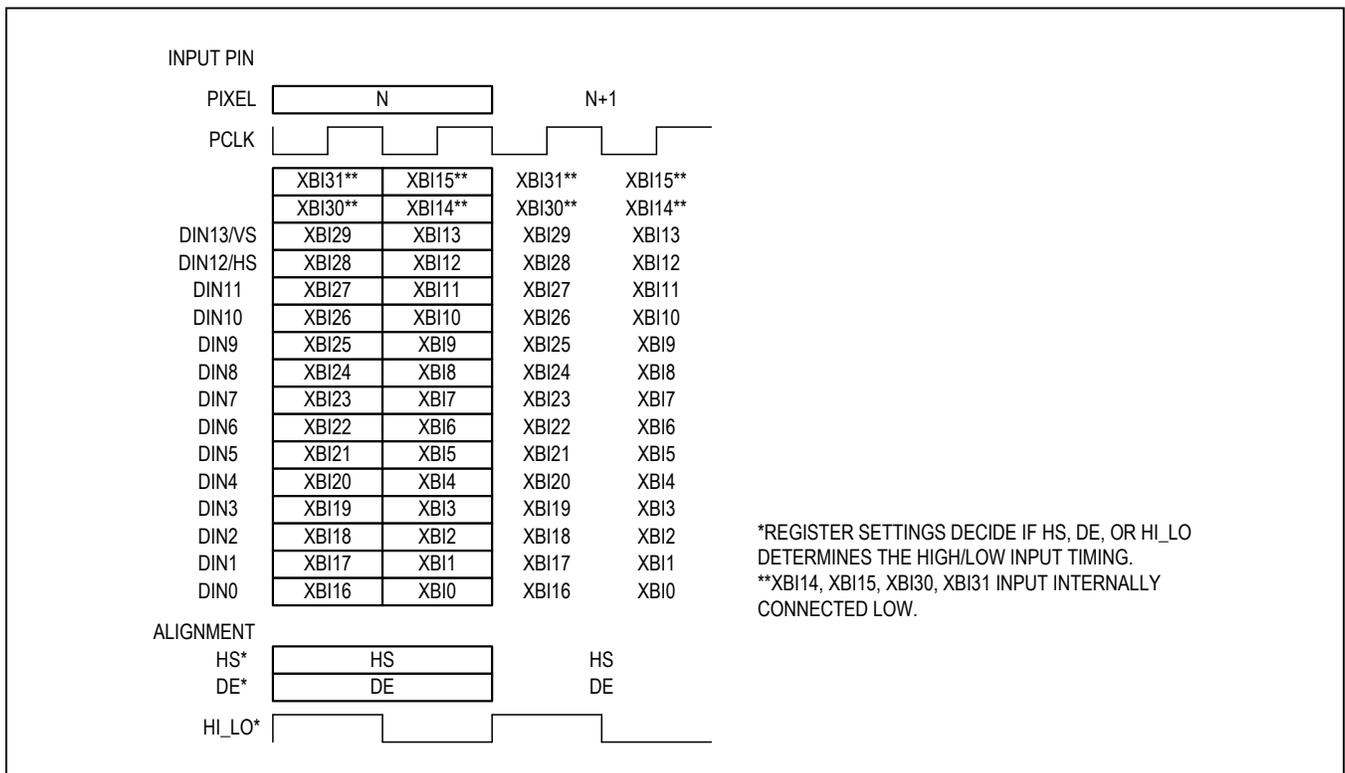 INPUT PIN
PIXEL N N+1
PCLK
XBI31** XBI15** XBI31** XBI15**
XBI30** XBI14** XBI30** XBI14**
DIN13/VS XBI29 XBI13 XBI29 XBI13
DIN12/HS XBI28 XBI12 XBI28 XBI12
DIN11 XBI27 XBI11 XBI27 XBI11
DIN10 XBI26 XBI10 XBI26 XBI10
DIN9 XBI25 XBI9 XBI25 XBI9
DIN8 XBI24 XBI8 XBI24 XBI8
DIN7 XBI23 XBI7 XBI23 XBI7
DIN6 XBI22 XBI6 XBI22 XBI6
DIN5 XBI21 XBI5 XBI21 XBI5
DIN4 XBI20 XBI4 XBI20 XBI4
DIN3 XBI19 XBI3 XBI19 XBI3
DIN2 XBI18 XBI2 XBI18 XBI2
DIN1 XBI17 XBI1 XBI17 XBI1
DIN0 XBI16 XBI0 XBI16 XBI0
ALIGNMENT
HS* HS HS
DE* DE DE
HI_LO*
*REGISTER SETTINGS DECIDE IF HS, DE, OR HI_LO
DETERMINES THE HIGH/LOW INPUT TIMING.
**XBI14, XBI15, XBI30, XBI31 INPUT INTERNALLY
CONNECTED LOW.